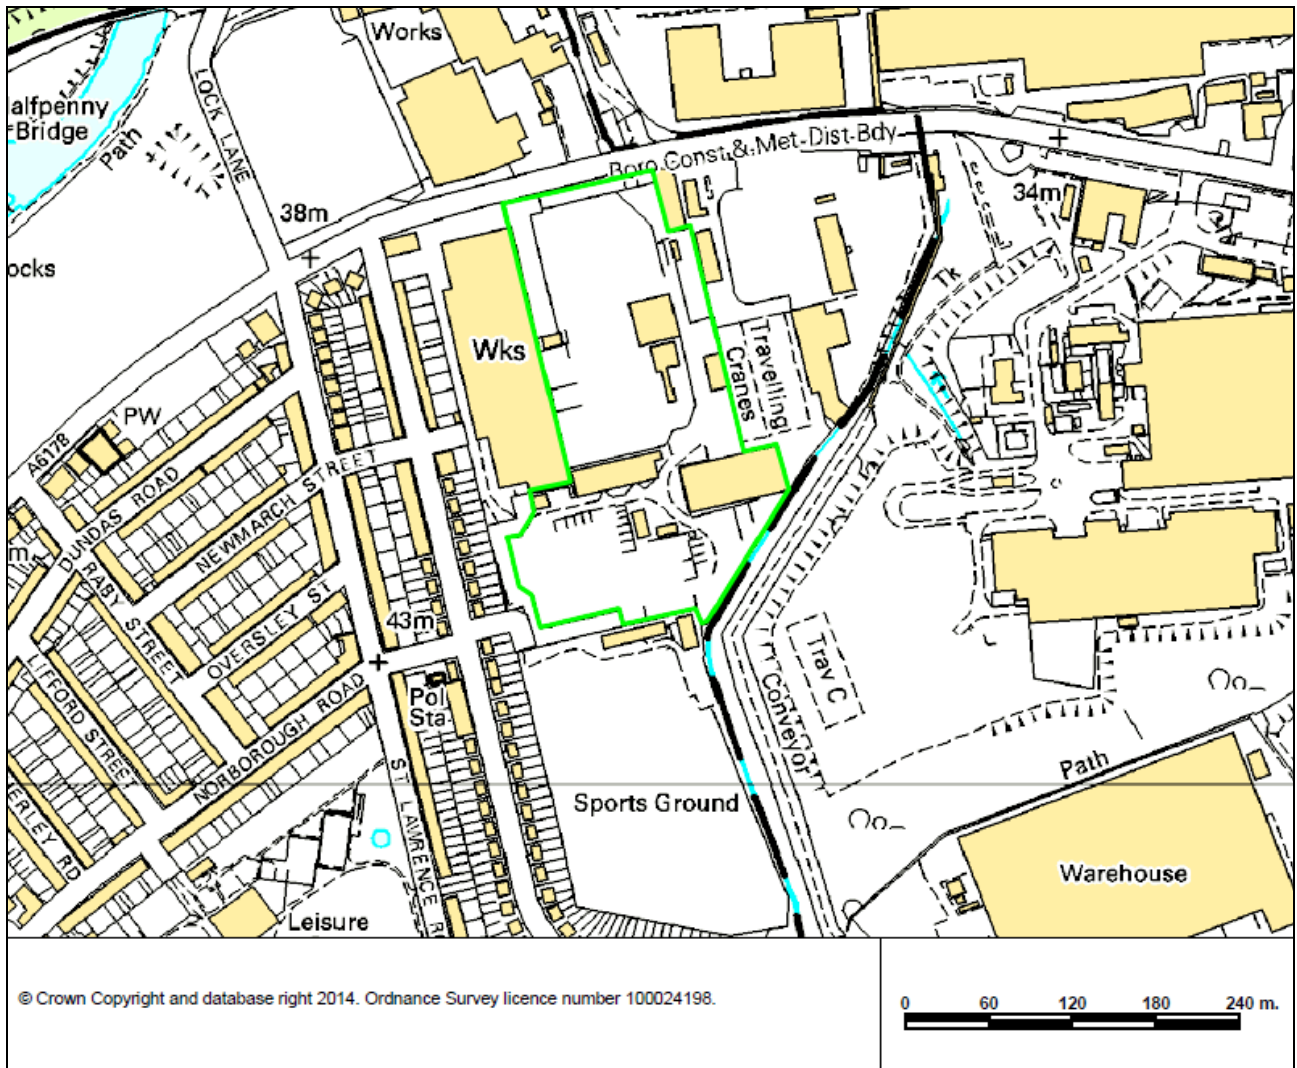 Works
LOCK LANE
alfpenny
Bridge
Path
Boro Const & Met Dist Bdy
38m
34m
ocks
Tk
Wks
Travelling
Cranes
PW
A6178
DUNDAS ROAD
NEWMARCH STREET
RABY STREET
OVERSLEY ST
m
43m
LIFFORD STREET
NORBOROUGH ROAD
Pol
Sta
Trav C
Conveyor
ERLEY RD
ST LAWRENCE R
Path
Sports Ground
Warehouse
Leisure
© Crown Copyright and database right 2014. Ordnance Survey licence number 100024198.
0 60 120 180 240 m.